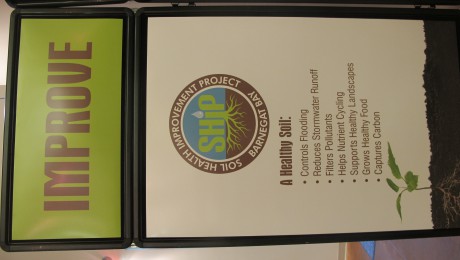 IMPROVE
SOIL HEALTH IMPROVEMENT PROJECT
SHIP
BARNEGAT BAY
A Healthy Soil:
• Controls Flooding
• Reduces Stormwater Runoff
• Filters Pollutants
• Helps Nutrient Cycling
• Supports Healthy Landscapes
• Grows Healthy Food
• Captures Carbon